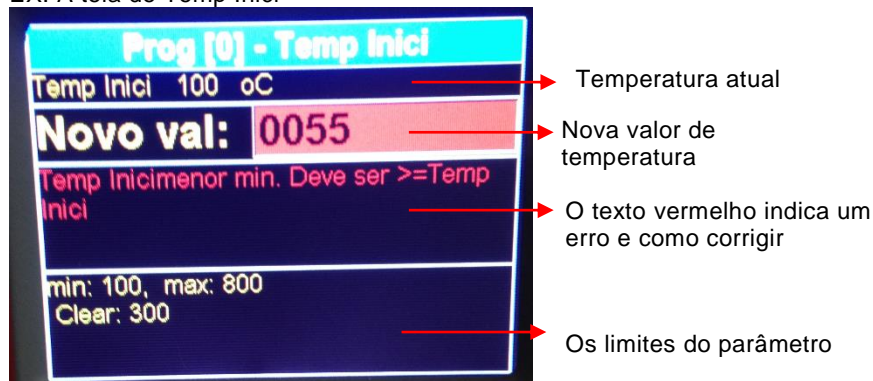 EX: A tela de Temp Inici
Prog [0] - Temp Inici
Temp Inici 100 oC
Temperatura atual
Novo val: 0055
Nova valor de
temperatura
Temp Inicimenor min. Deve ser >=Temp
Inici
O texto vermelho indica um
erro e como corrigir
min: 100, max: 800
Clear: 300
Os limites do parâmetro